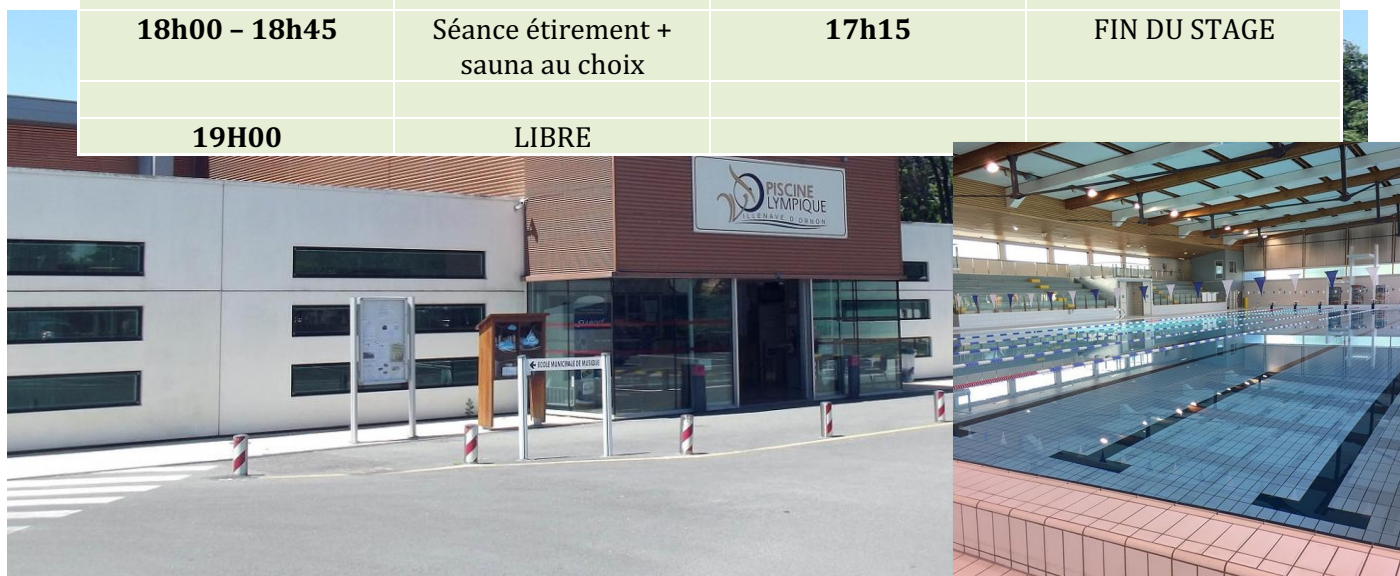 18h00 – 18h45 Séance étirement + 17h15 FIN DU STAGE
sauna au choix
19H00 LIBRE
PISCINE
OLYMPIQUE
VILLENAVE D'ORNON
← ECOLE MUNICIPALE DE MUSIQUE